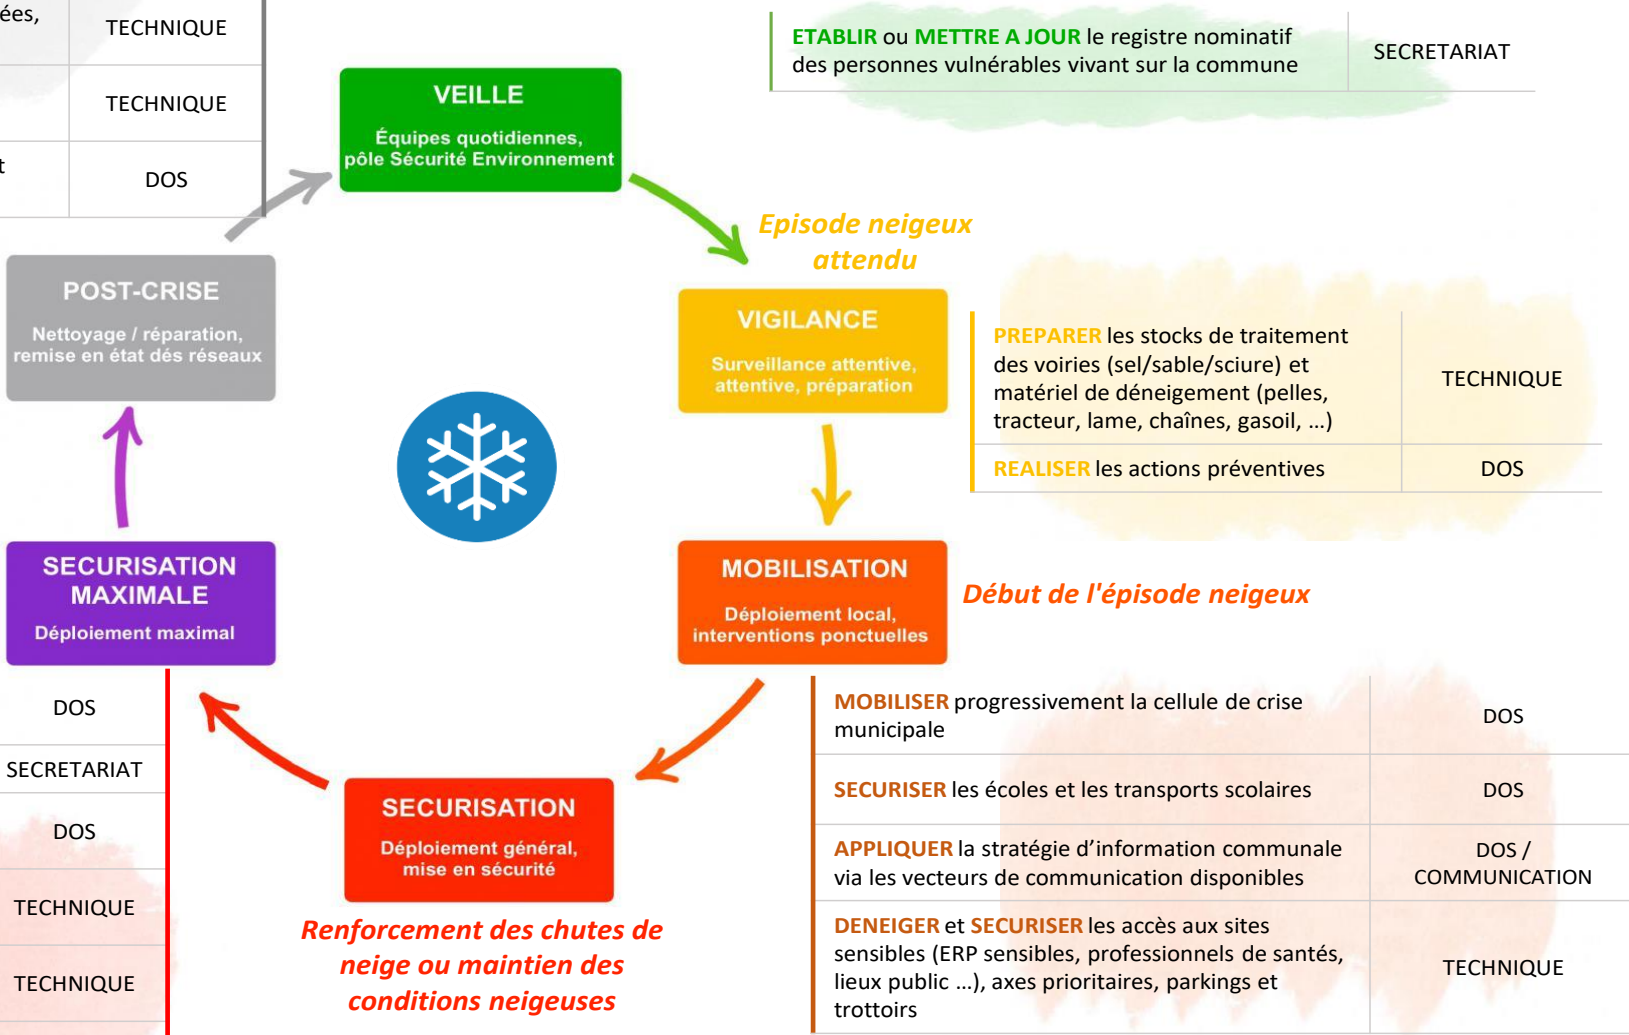 ées,
TECHNIQUE
TECHNIQUE
t
DOS
ETABLIR ou METTRE A JOUR le registre nominatif
des personnes vulnérables vivant sur la commune
SECRETARIAT
VEILLE
Équipes quotidiennes,
pôle Sécurité Environnement
Episode neigeux
attendu
POST-CRISE
Nettoyage / réparation,
remise en état dés réseaux
VIGILANCE
Surveillance attentive,
attentive, préparation
PREPARER les stocks de traitement
des voiries (sel/sable/sciure) et
matériel de déneigement (pelles,
tracteur, lame, chaînes, gasoil, ...)
TECHNIQUE
REALISER les actions préventives
DOS
SECURISATION
MAXIMALE
Déploiement maximal
MOBILISATION
Déploiement local,
interventions ponctuelles
Début de l'épisode neigeux
DOS
SECRETARIAT
DOS
TECHNIQUE
TECHNIQUE
SECURISATION
Déploiement général,
mise en sécurité
Renforcement des chutes de
neige ou maintien des
conditions neigeuses
MOBILISER progressivement la cellule de crise
municipale
DOS
SECURISER les écoles et les transports scolaires
DOS
APPLIQUER la stratégie d’information communale
via les vecteurs de communication disponibles
DOS /
COMMUNICATION
DENEIGER et SECURISER les accès aux sites
sensibles (ERP sensibles, professionnels de santés,
lieux public ...), axes prioritaires, parkings et
trottoirs
TECHNIQUE